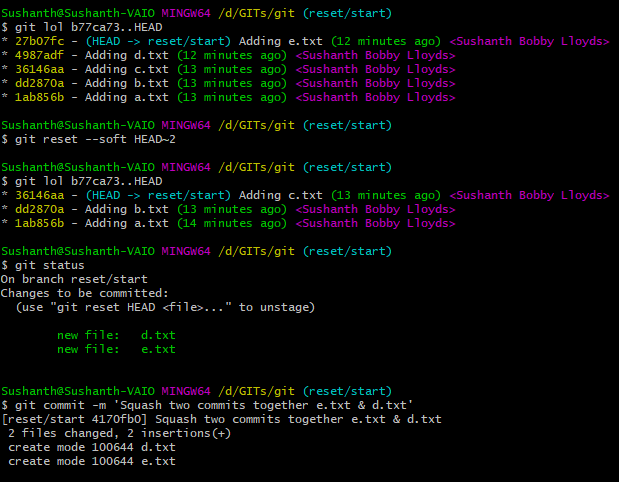 Sushanth@Sushanth-VAIO MINGW64 /d/GITs/git (reset/start)
$ git lol b77ca73..HEAD
* 27b07fc - (HEAD -> reset/start) Adding e.txt (12 minutes ago) <Sushanth Bobby Lloyds>
* 4987adf - Adding d.txt (12 minutes ago) <Sushanth Bobby Lloyds>
* 36146aa - Adding c.txt (13 minutes ago) <Sushanth Bobby Lloyds>
* dd2870a - Adding b.txt (13 minutes ago) <Sushanth Bobby Lloyds>
* 1ab856b - Adding a.txt (13 minutes ago) <Sushanth Bobby Lloyds>

Sushanth@Sushanth-VAIO MINGW64 /d/GITs/git (reset/start)
$ git reset --soft HEAD~2

Sushanth@Sushanth-VAIO MINGW64 /d/GITs/git (reset/start)
$ git lol b77ca73..HEAD
* 36146aa - (HEAD -> reset/start) Adding c.txt (13 minutes ago) <Sushanth Bobby Lloyds>
* dd2870a - Adding b.txt (13 minutes ago) <Sushanth Bobby Lloyds>
* 1ab856b - Adding a.txt (14 minutes ago) <Sushanth Bobby Lloyds>

Sushanth@Sushanth-VAIO MINGW64 /d/GITs/git (reset/start)
$ git status
On branch reset/start
Changes to be committed:
  (use "git reset HEAD <file>..." to unstage)

        new file:   d.txt
        new file:   e.txt


Sushanth@Sushanth-VAIO MINGW64 /d/GITs/git (reset/start)
$ git commit -m 'Squash two commits together e.txt & d.txt'
[reset/start 4170fb0] Squash two commits together e.txt & d.txt
 2 files changed, 2 insertions(+)
 create mode 100644 d.txt
 create mode 100644 e.txt